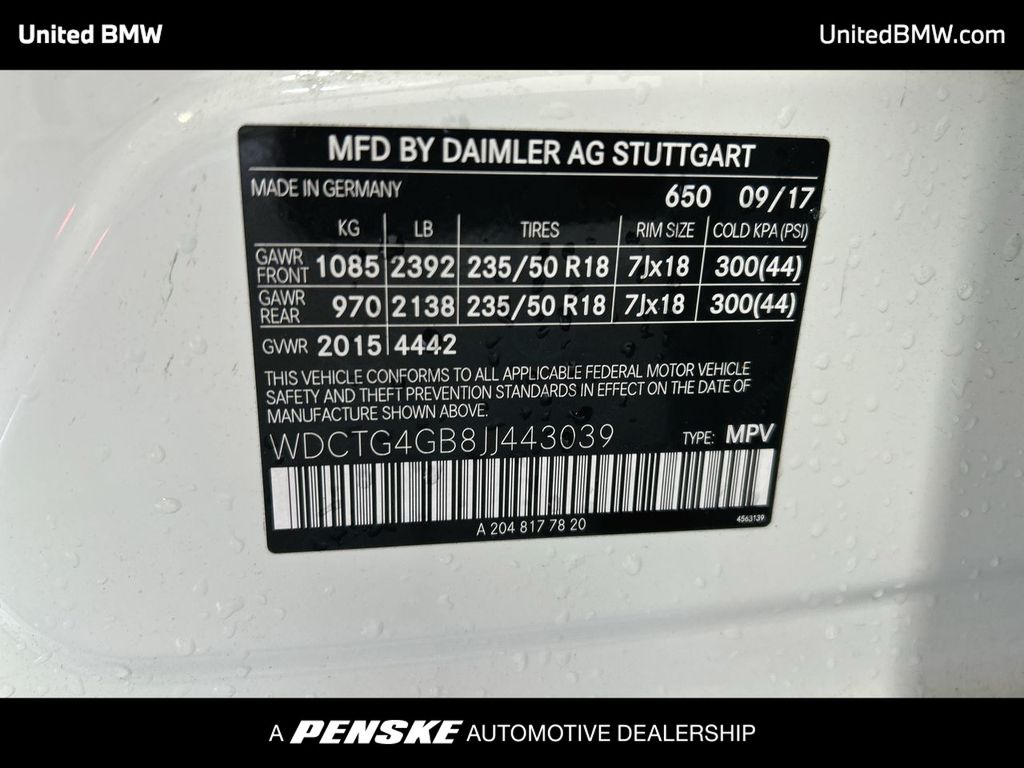 United BMW
UnitedBMW.com
MFD BY DAIMLER AG STUTTGART
MADE IN GERMANY 650 09/17
KG LB TIRES RIM SIZE COLD KPA (PSI)
GAWR FRONT 1085 2392 235/50 R18 7Jx18 300(44)
GAWR REAR 970 2138 235/50 R18 7Jx18 300(44)
GVWR 2015 4442
THIS VEHICLE CONFORMS TO ALL APPLICABLE FEDERAL MOTOR VEHICLE
SAFETY AND THEFT PREVENTION STANDARDS IN EFFECT ON THE DATE OF
MANUFACTURE SHOWN ABOVE.
WDCTG4GB8JJ443039 TYPE: MPV
A 204 817 78 20
4563139
A PENSKE AUTOMOTIVE DEALERSHIP